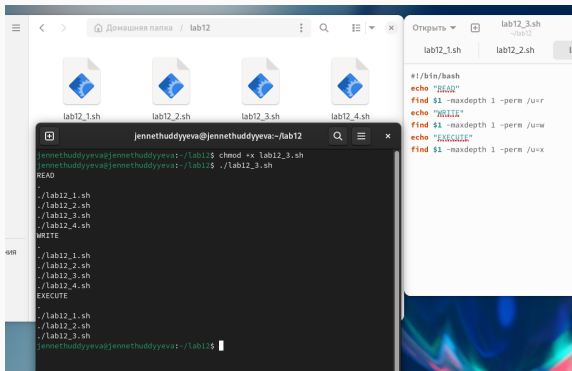 Домашняя папка / lab12
lab12_1.sh
lab12_2.sh
lab12_3.sh
lab12_4.sh
Открыть
lab12_3.sh
~/lab12
lab12_1.sh
lab12_2.sh
#!/bin/bash
echo "READ"
find $1 -maxdepth 1 -perm /u=r
echo "WRITE"
find $1 -maxdepth 1 -perm /u=w
echo "EXECUTE"
find $1 -maxdepth 1 -perm /u=x
jennethuddyyeva@jennethuddyyeva:~/lab12
jennethuddyyeva@jennethuddyyeva:~/lab12$ chmod +x lab12_3.sh
jennethuddyyeva@jennethuddyyeva:~/lab12$ ./lab12_3.sh
READ
.
./lab12_1.sh
./lab12_2.sh
./lab12_3.sh
./lab12_4.sh
WRITE
.
./lab12_1.sh
./lab12_2.sh
./lab12_3.sh
./lab12_4.sh
EXECUTE
.
./lab12_1.sh
./lab12_2.sh
./lab12_3.sh
jennethuddyyeva@jennethuddyyeva:~/lab12$